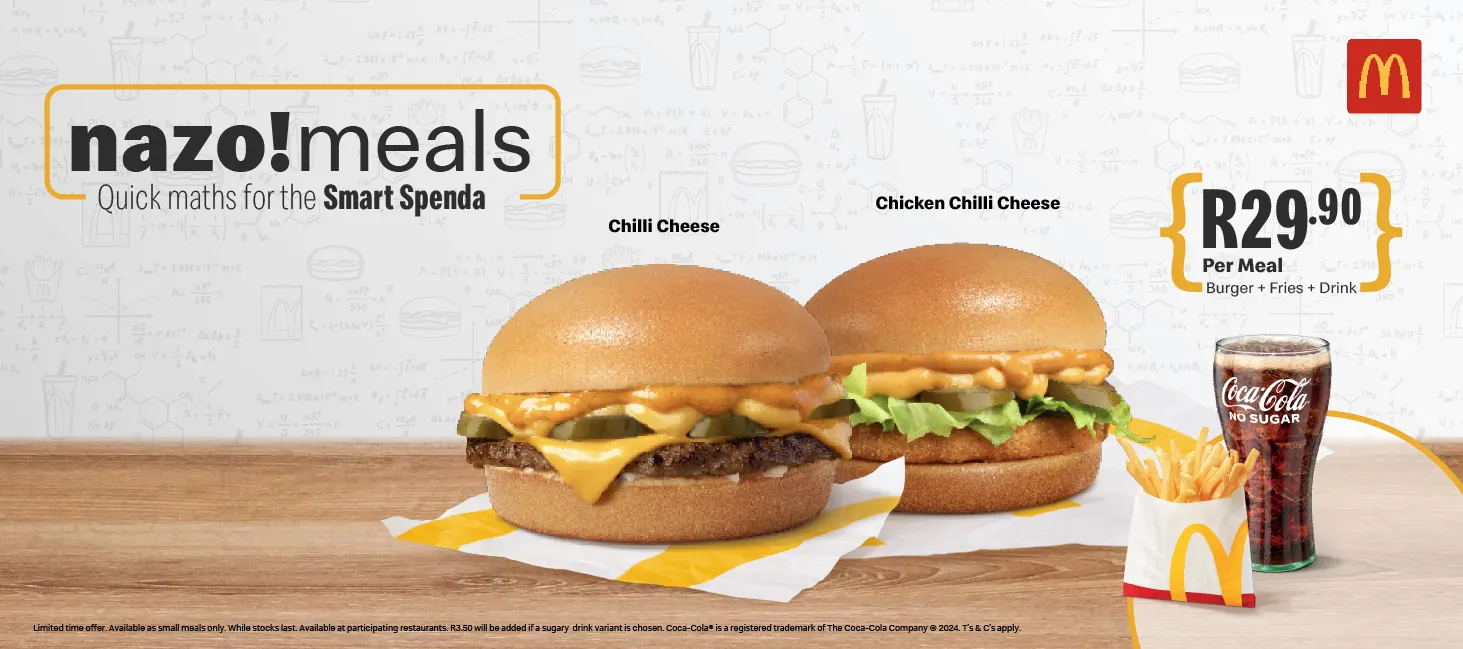 nazo!meals
Quick maths for the Smart Spenda
Chilli Cheese
Chicken Chilli Cheese
R29.90
Per Meal
Burger + Fries + Drink
Coca-Cola
NO SUGAR
Limited time offer. Available as small meals only. While stocks last. Available at participating restaurants. R3.50 will be added if a sugary drink variant is chosen. Coca-Cola® is a registered trademark of The Coca-Cola Company ® 2024. T's & C's apply.